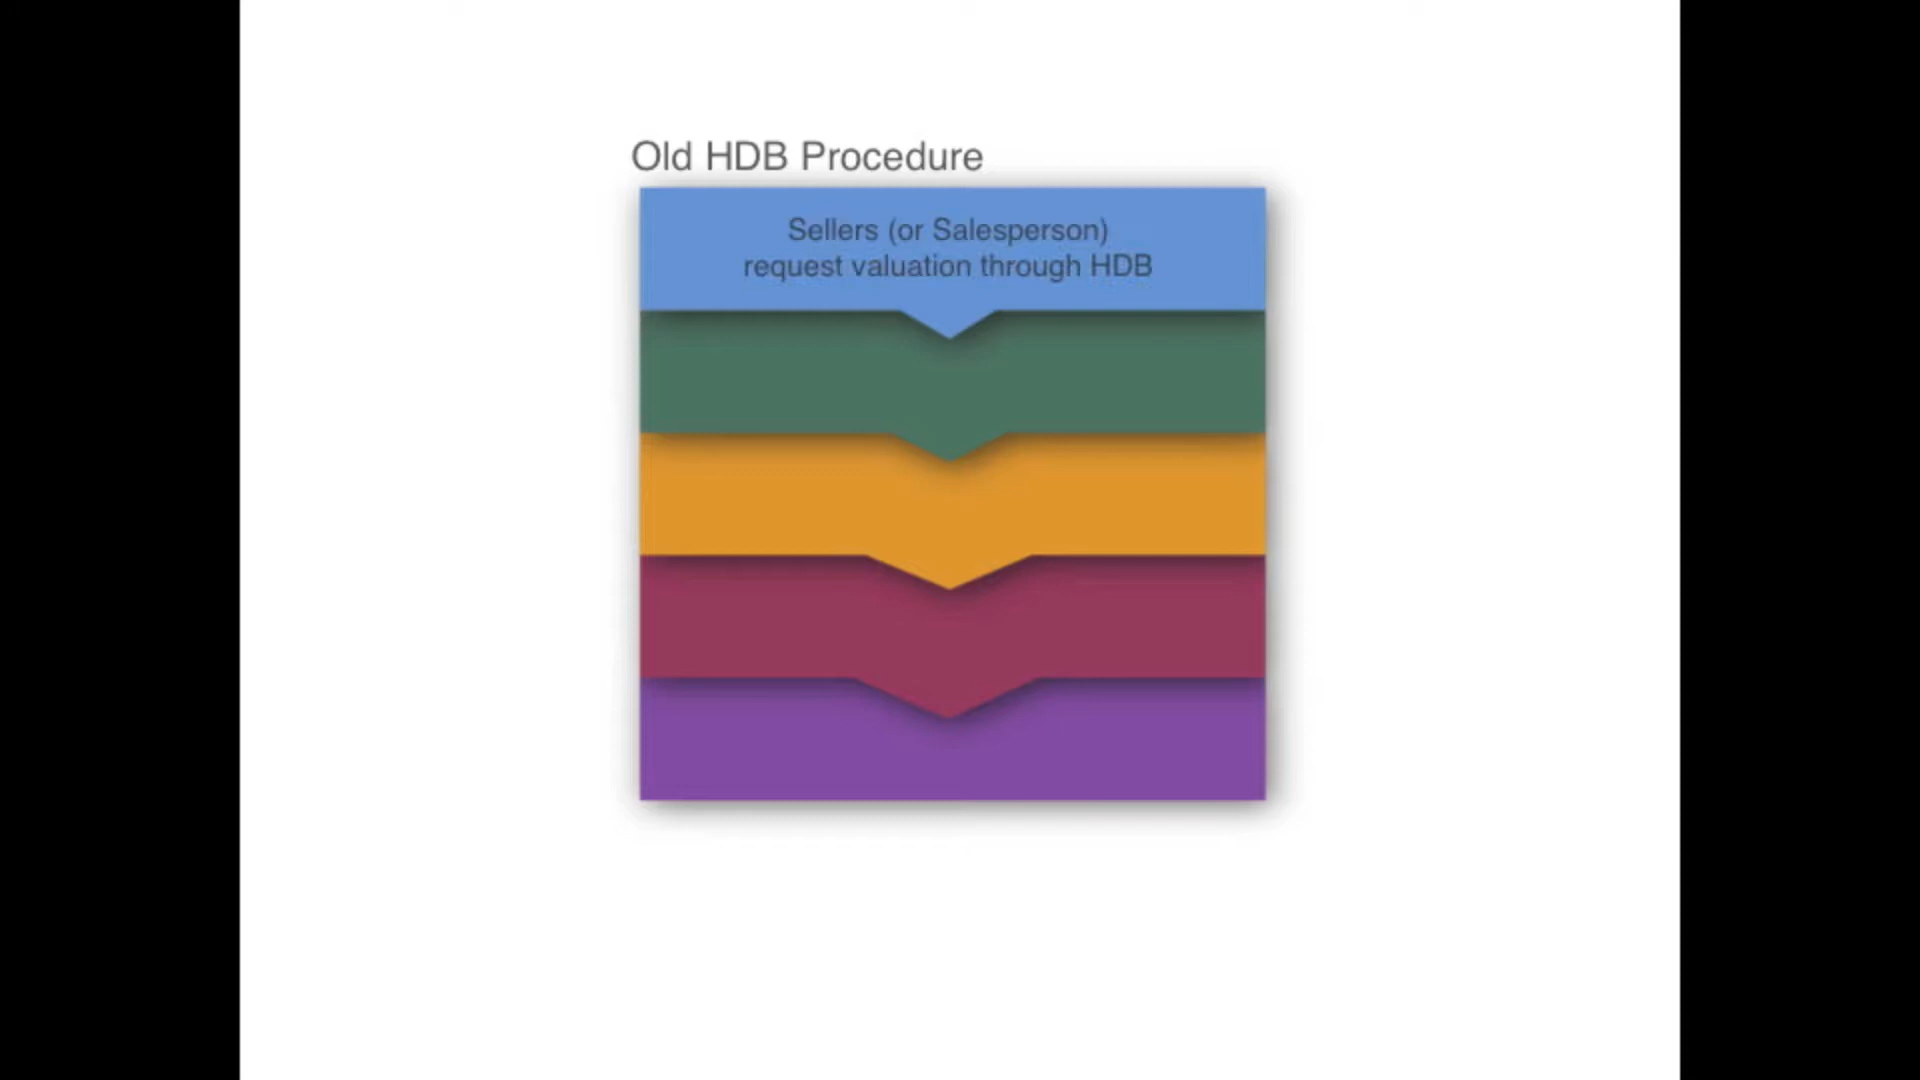 Old HDB Procedure
Sellers (or Salesperson)
request valuation through HDB